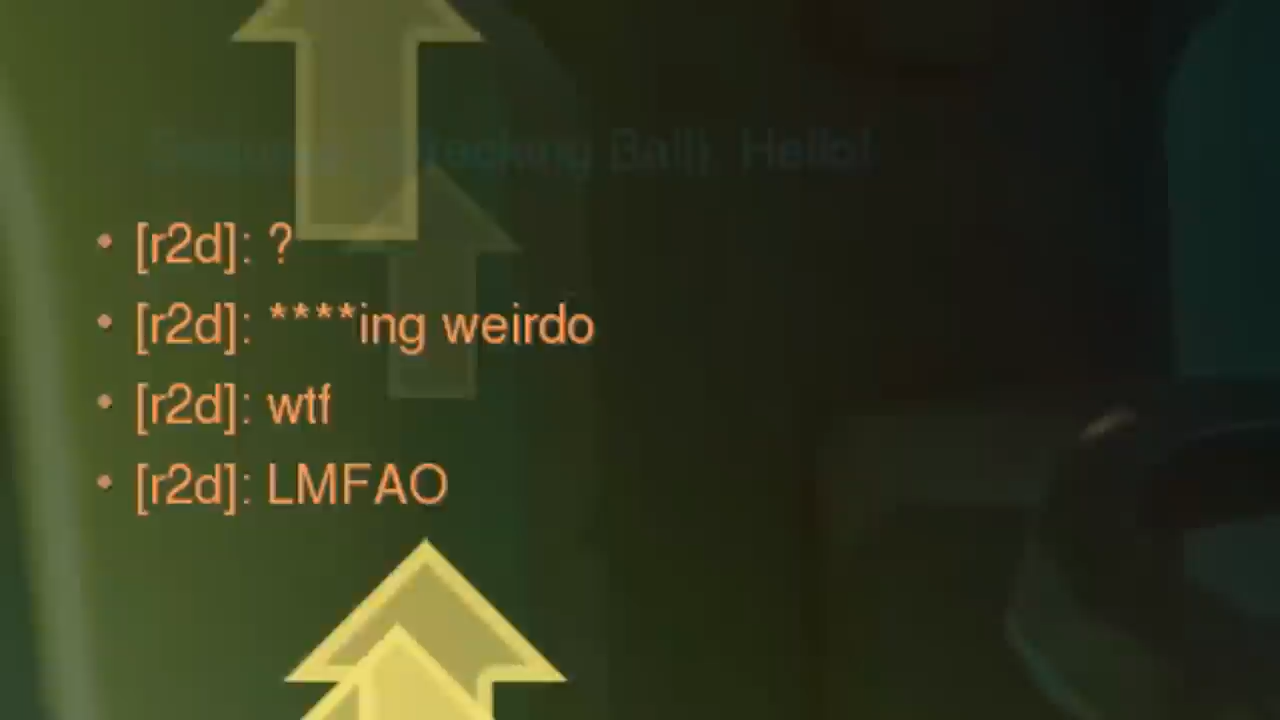 • [r2d]: ?
• [r2d]: ****ing weirdo
• [r2d]: wtf
• [r2d]: LMFAO